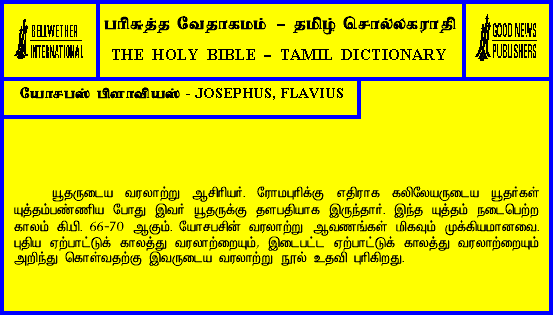 BELLWETHER
INTERNATIONAL
பரிசுத்த வேதாகமம் – தமிழ் சொல்லகராதி
THE HOLY BIBLE – TAMIL DICTIONARY
GOOD NEWS
PUBLISHERS
யோசபஸ் பிளாவியஸ் - JOSEPHUS, FLAVIUS
யூதருடைய வரலாற்று ஆசிரியர். ரோமபுரிக்கு எதிராக கலிலேயருடைய யூதர்கள்
யுத்தம்பண்ணிய போது இவர் யூதருக்கு தளபதியாக இருந்தார். இந்த யுத்தம் நடைபெற்ற
காலம் கி.பி. 66-70 ஆகும். யோசபசின் வரலாற்று ஆவணங்கள் மிகவும் முக்கியமானவை.
புதிய ஏற்பாட்டுக் காலத்து வரலாற்றையும், இடைபட்ட ஏற்பாட்டுக் காலத்து வரலாற்றையும்
அறிந்து கொள்வதற்கு இவருடைய வரலாற்று நூல் உதவி புரிகிறது.